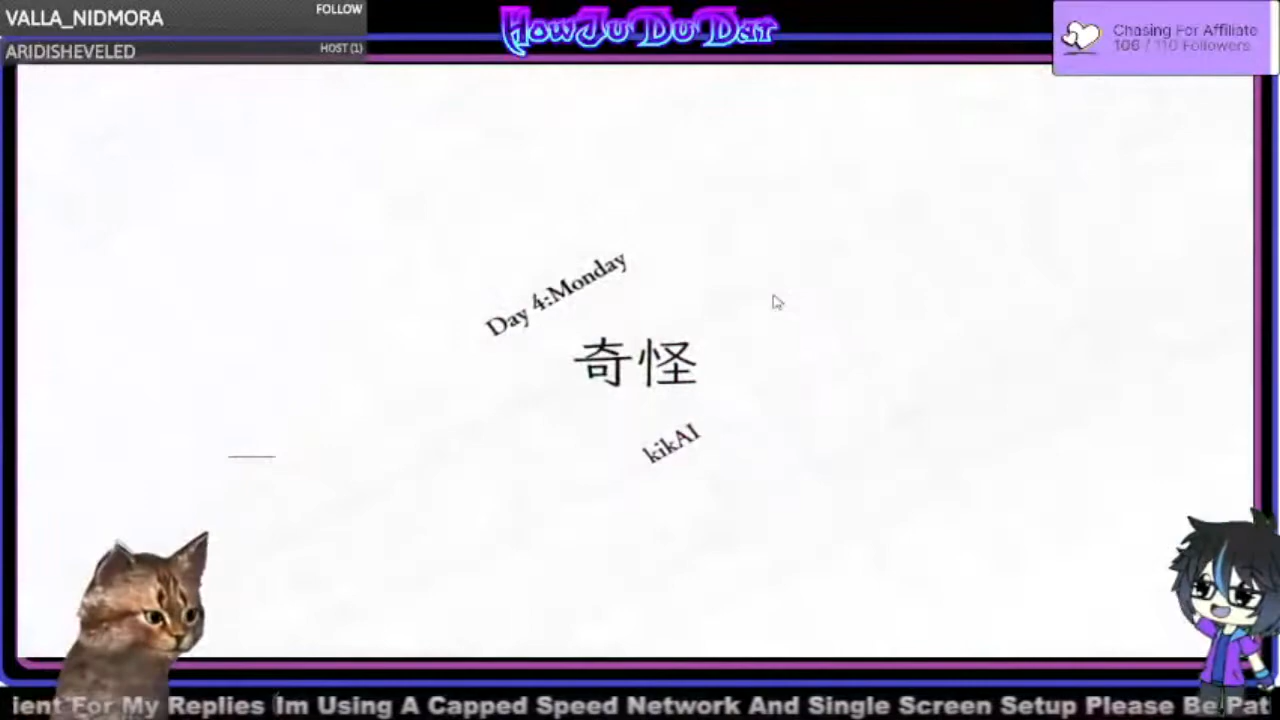 VALLA_NIDMORA
FOLLOW
ARIDISHEVELED
HOST (1)
HowJuDuDat
Chasing For Affiliate
106 / 110 Followers
Day 4:Monday
奇怪
kikAI
ient For My Replies Im Using A Capped Speed Network And Single Screen Setup Please Be Pat